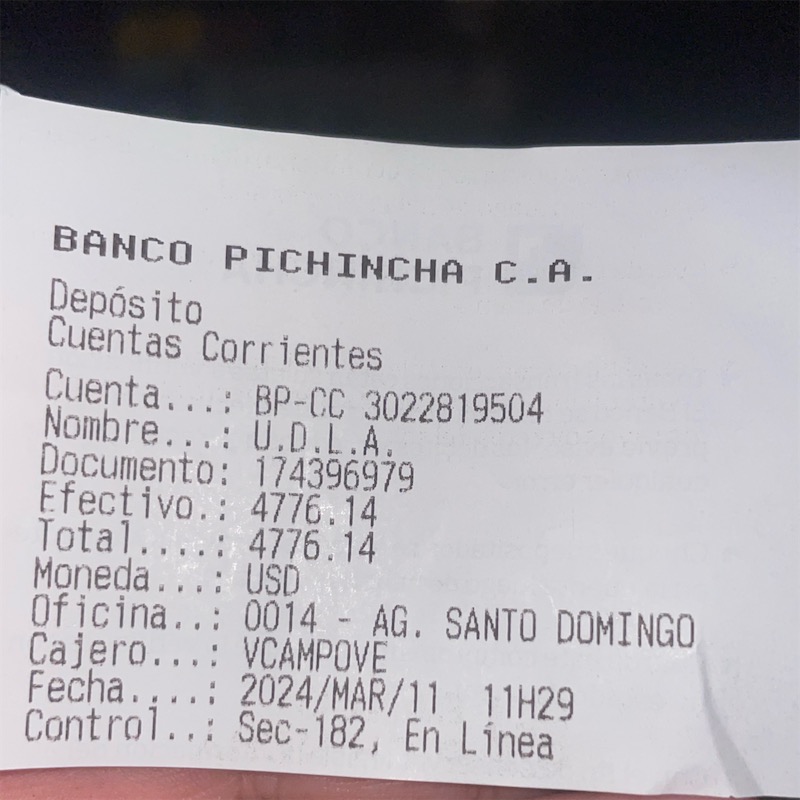 BANCO PICHINCHA C.A.
Depósito
Cuentas Corrientes
Cuenta...: BP-CC 3022819504
Nombre...: U.D.L.A.
Documento: 174396979
Efectivo.: 4776.14
Total....: 4776.14
Moneda...: USD
Oficina..: 0014 - AG. SANTO DOMINGO
Cajero...: VCAMPOVE
Fecha....: 2024/MAR/11 11H29
Control..: Sec-182, En Línea